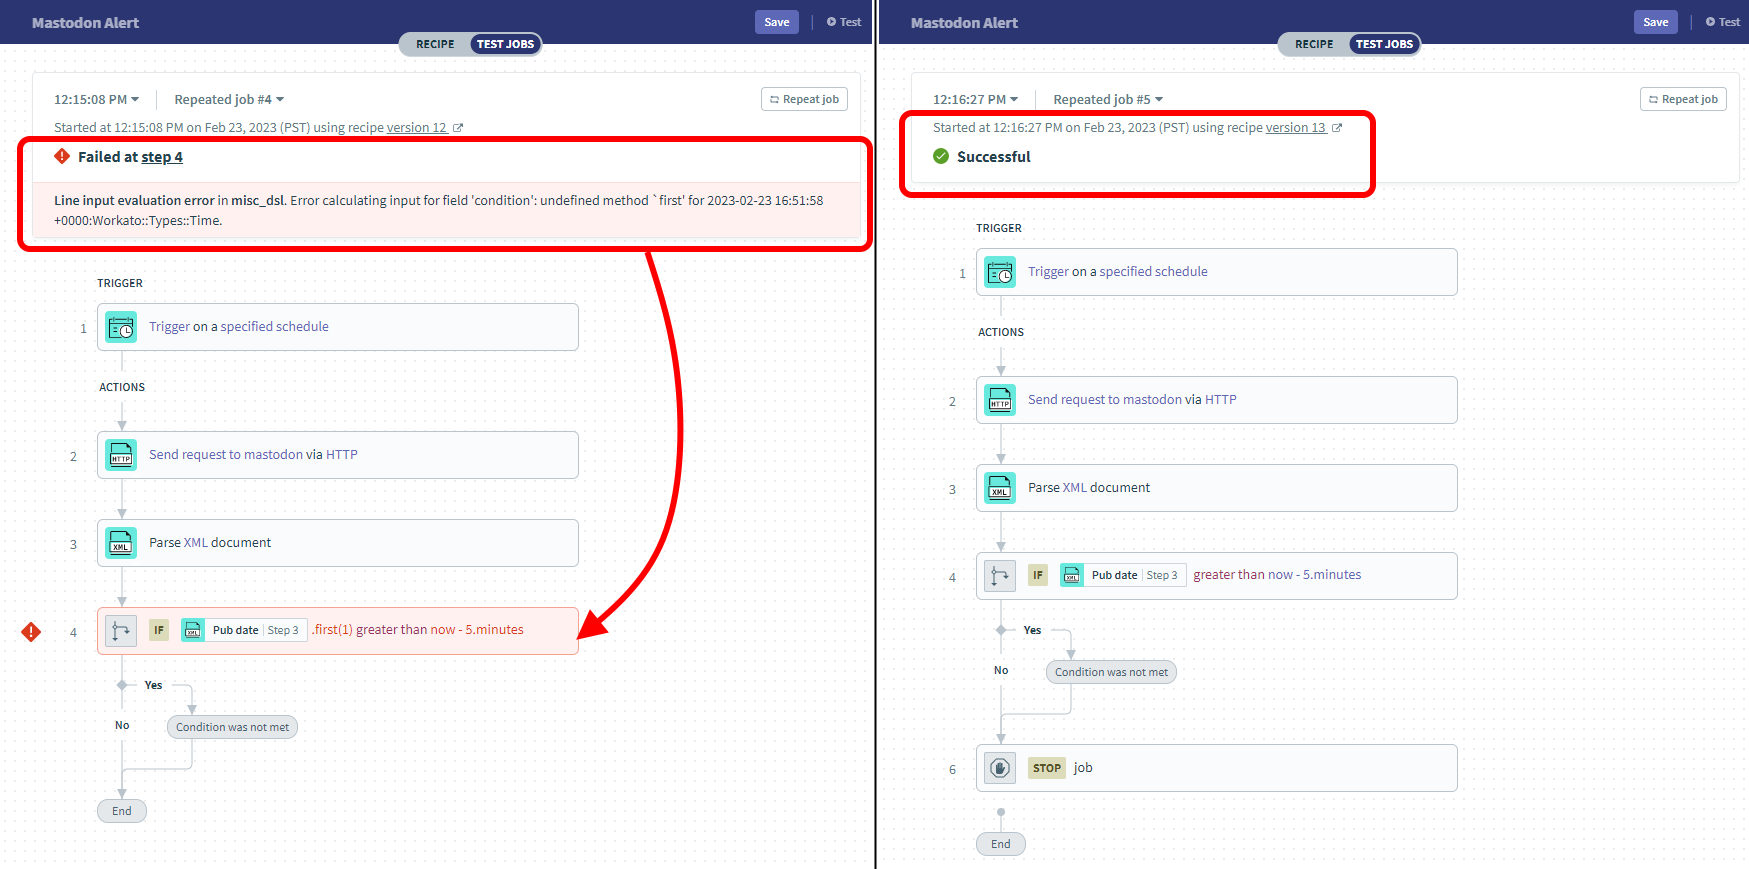 Mastodon Alert
Save
Test
RECIPE
TEST JOBS
12:15:08 PM
Repeated job #4
Repeat job
Started at 12:15:08 PM on Feb 23, 2023 (PST) using recipe version 12
Failed at step 4
Line input evaluation error in misc_dsl. Error calculating input for field 'condition': undefined method `first' for 2023-02-23 16:51:58
+0000:Workato::Types::Time.
TRIGGER
1
Trigger on a specified schedule
ACTIONS
2
HTTP
Send request to mastodon via HTTP
3
XML
Parse XML document
4
IF
XML
Pub date | Step 3
.first(1) greater than now - 5.minutes
Yes
No
Condition was not met
End
Mastodon Alert
Save
Test
RECIPE
TEST JOBS
12:16:27 PM
Repeated job #5
Repeat job
Started at 12:16:27 PM on Feb 23, 2023 (PST) using recipe version 13
Successful
TRIGGER
1
Trigger on a specified schedule
ACTIONS
2
HTTP
Send request to mastodon via HTTP
3
XML
Parse XML document
4
IF
XML
Pub date | Step 3
greater than now - 5.minutes
Yes
No
Condition was not met
6
STOP job
End